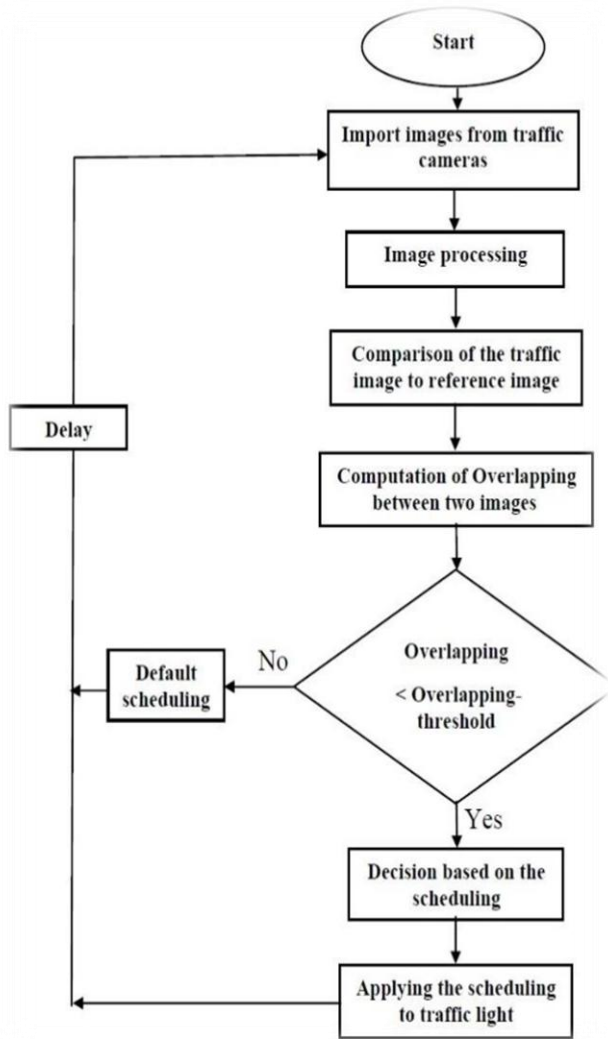 Start
Import images from traffic
cameras
Image processing
Comparison of the traffic
image to reference image
Delay
Computation of Overlapping
between two images
Overlapping
< Overlapping-
threshold
No
Default
scheduling
Yes
Decision based on the
scheduling
Applying the scheduling
to traffic light